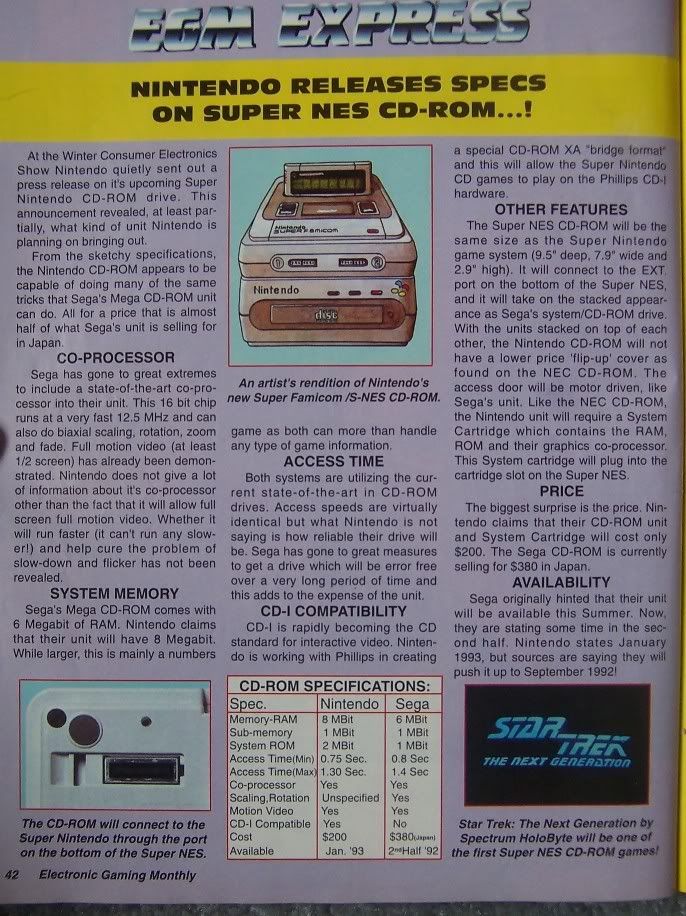 EGM EXPRESS
NINTENDO RELEASES SPECS
ON SUPER NES CD-ROM...!
At the Winter Consumer Electronics
Show Nintendo quietly sent out a
press release on it's upcoming Super
Nintendo CD-ROM drive. This
announcement revealed, at least par-
tially, what kind of unit Nintendo is
planning on bringing out.
From the sketchy specifications,
the Nintendo CD-ROM appears to be
capable of doing many of the same
tricks that Sega's Mega CD-ROM unit
can do. All for a price that is almost
half of what Sega's unit is selling for
in Japan.
CO-PROCESSOR
Sega has gone to great extremes
to include a state-of-the-art co-pro-
cessor into their unit. This 16 bit chip
runs at a very fast 12.5 MHz and can
also do biaxial scaling, rotation, zoom
and fade. Full motion video (at least
1/2 screen) has already been demon-
strated. Nintendo does not give a lot
of information about it's co-processor
other than the fact that it will allow full
screen full motion video. Whether it
will run faster (it can't run any slow-
er!) and help cure the problem of
slow-down and flicker has not been
revealed.
SYSTEM MEMORY
Sega's Mega CD-ROM comes with
6 Megabit of RAM. Nintendo claims
that their unit will have 8 Megabit.
While larger, this is mainly a numbers
The CD-ROM will connect to the
Super Nintendo through the port
on the bottom of the Super NES.
Nintendo
SUPER FAMICOM
Nintendo
disc
An artist's rendition of Nintendo's
new Super Famicom /S-NES CD-ROM.
game as both can more than handle
any type of game information.
ACCESS TIME
Both systems are utilizing the cur-
rent state-of-the-art in CD-ROM
drives. Access speeds are virtually
identical but what Nintendo is not
saying is how reliable their drive will
be. Sega has gone to great measures
to get a drive which will be error free
over a very long period of time and
this adds to the expense of the unit.
CD-I COMPATIBILITY
CD-I is rapidly becoming the CD
standard for interactive video. Ninten-
do is working with Phillips in creating
CD-ROM SPECIFICATIONS:
Spec. Nintendo Sega
Memory-RAM 8 MBit 6 MBit
Sub-memory 1 MBit 1 MBit
System ROM 2 MBit 1 MBit
Access Time(Min) 0.75 Sec. 0.8 Sec
Access Time(Max) 1.30 Sec. 1.4 Sec
Co-processor Yes Yes
Scaling,Rotation Unspecified Yes
Motion Video Yes Yes
CD-I Compatible Yes No
Cost $200 $380(Japan)
Available Jan. '93 2ndHalf '92
a special CD-ROM XA "bridge format"
and this will allow the Super Nintendo
CD games to play on the Phillips CD-I
hardware.
OTHER FEATURES
The Super NES CD-ROM will be the
same size as the Super Nintendo
game system (9.5" deep, 7.9" wide and
2.9" high). It will connect to the EXT.
port on the bottom of the Super NES,
and it will take on the stacked appear-
ance as Sega's system/CD-ROM drive.
With the units stacked on top of each
other, the Nintendo CD-ROM will not
have a lower price 'flip-up' cover as
found on the NEC CD-ROM. The
access door will be motor driven, like
Sega's unit. Like the NEC CD-ROM,
the Nintendo unit will require a System
Cartridge which contains the RAM,
ROM and their graphics co-processor.
This System cartridge will plug into the
cartridge slot on the Super NES.
PRICE
The biggest surprise is the price. Nin-
tendo claims that their CD-ROM unit
and System Cartridge will cost only
$200. The Sega CD-ROM is currently
selling for $380 in Japan.
AVAILABILITY
Sega originally hinted that their unit
will be available this Summer. Now,
they are stating some time in the sec-
ond half. Nintendo states January
1993, but sources are saying they will
push it up to September 1992!
STAR
TREK
THE NEXT GENERATION
Star Trek: The Next Generation by
Spectrum HoloByte will be one of
the first Super NES CD-ROM games!
42 Electronic Gaming Monthly